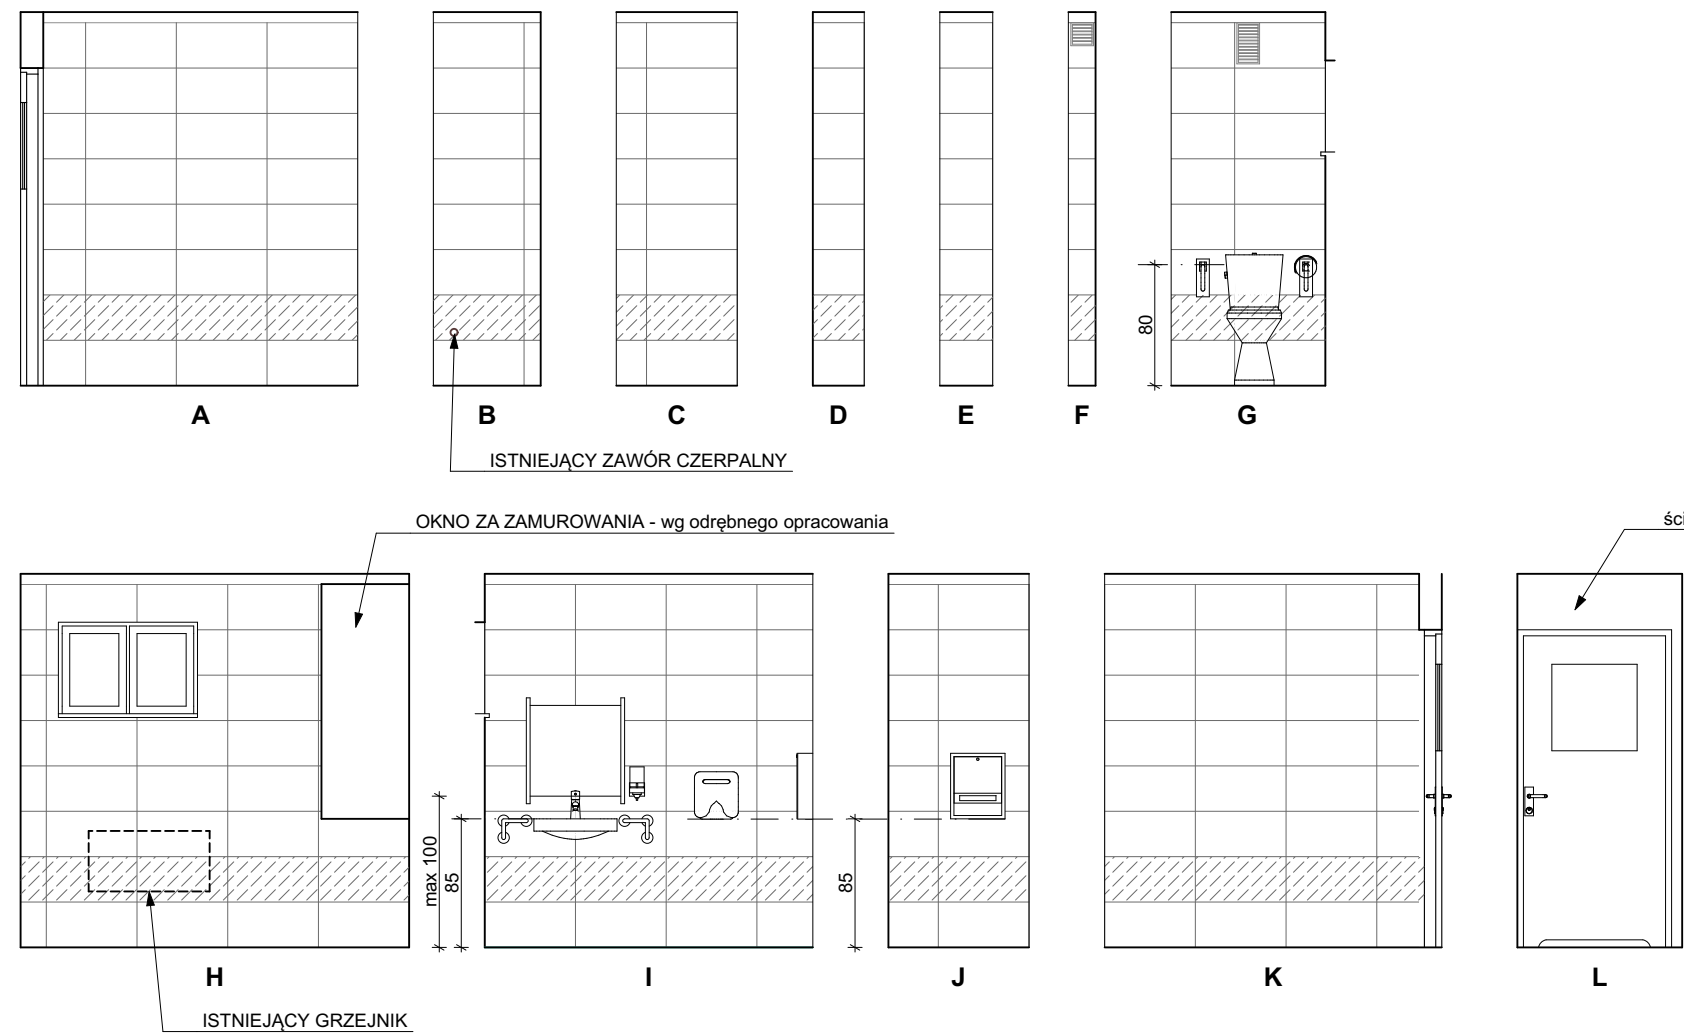 80
A
B
C
D
E
F
G
ISTNIEJĄCY ZAWÓR CZERPALNY
OKNO ZA ZAMUROWANIA - wg odrębnego opracowania
ści
max 100
85
85
H
I
J
K
L
ISTNIEJĄCY GRZEJNIK